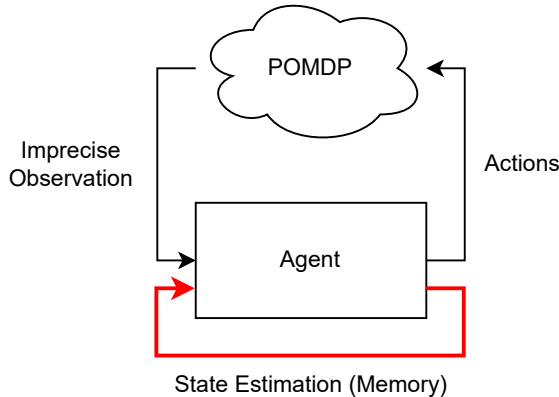 POMDP
Imprecise
Observation
Actions
Agent
State Estimation (Memory)